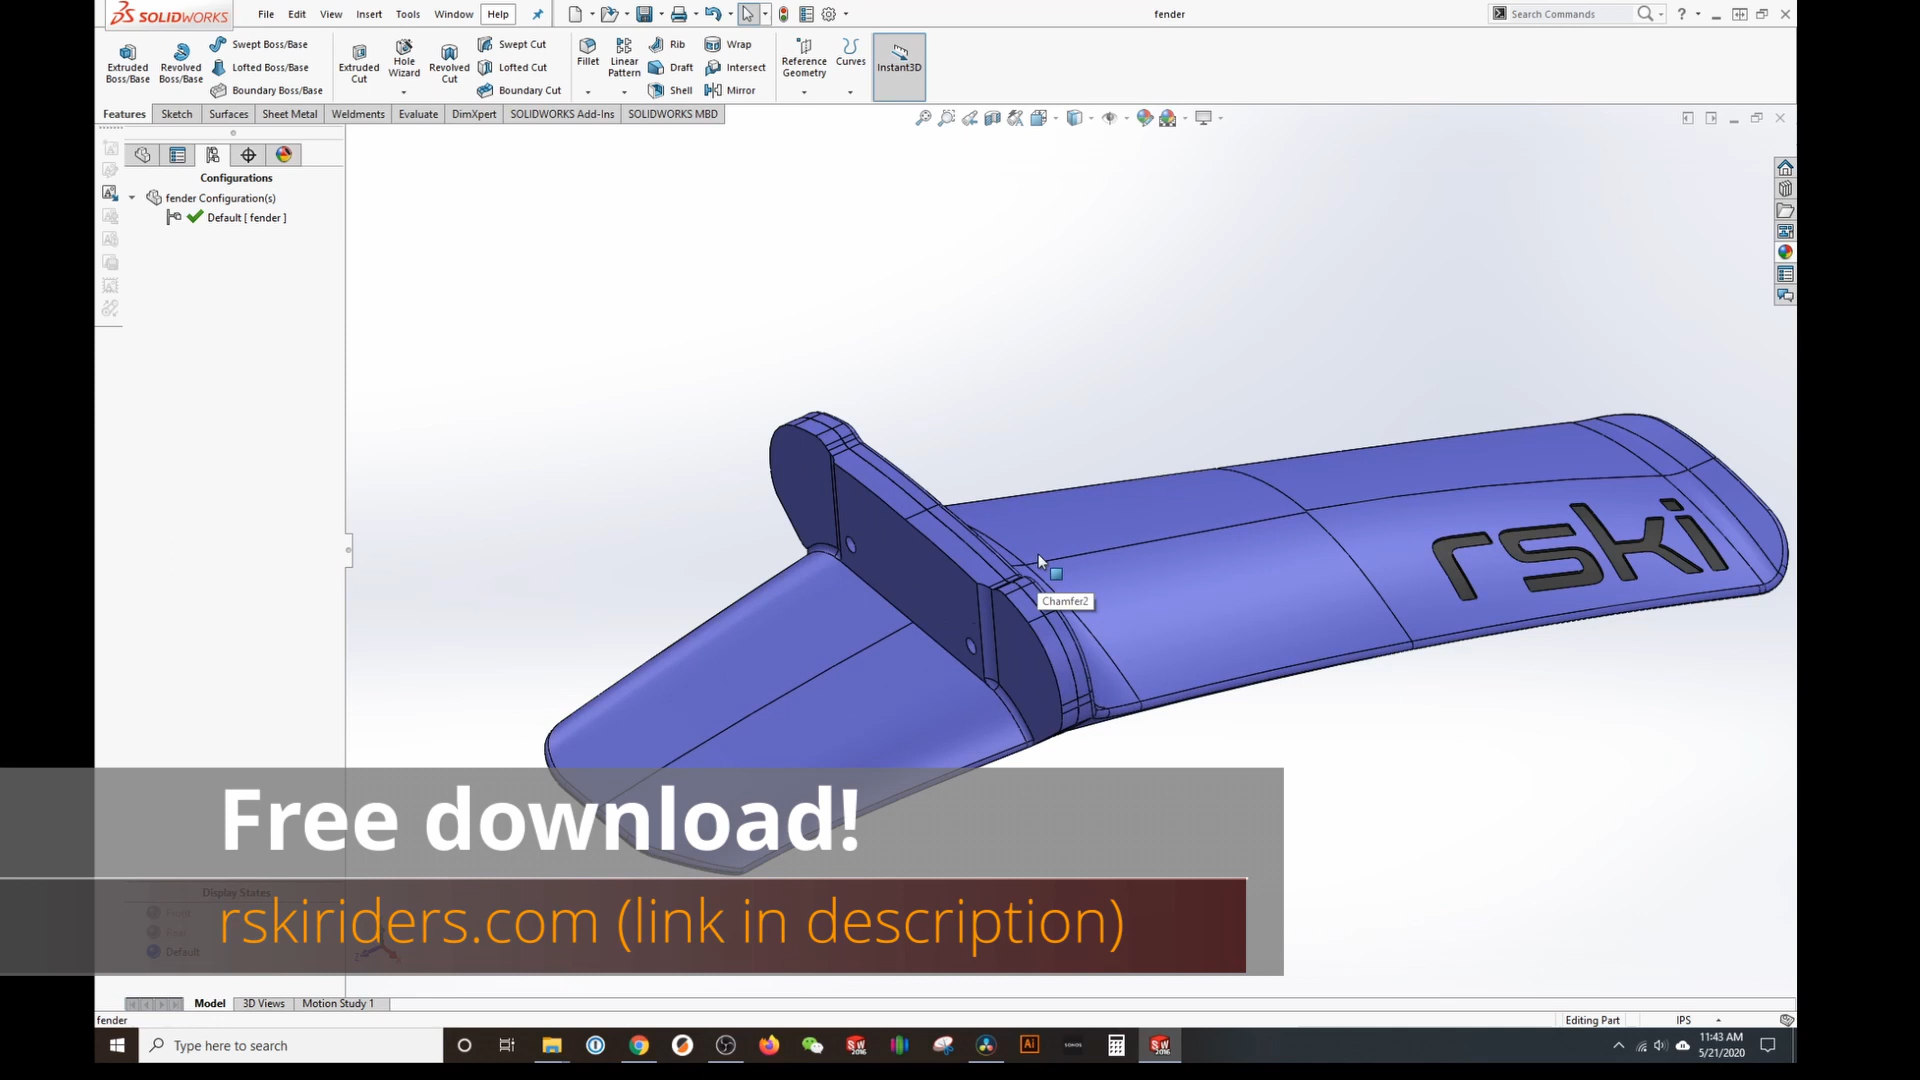 SOLIDWORKS
File Edit View Insert Tools Window Help
fender
Search Commands
Extruded Boss/Base
Revolved Boss/Base
Swept Boss/Base
Lofted Boss/Base
Boundary Boss/Base
Extruded Cut
Hole Wizard
Revolved Cut
Swept Cut
Lofted Cut
Boundary Cut
Fillet
Linear Pattern
Rib
Draft
Shell
Wrap
Intersect
Mirror
Reference Geometry
Curves
Instant3D
Features Sketch Surfaces Sheet Metal Weldments Evaluate DimXpert SOLIDWORKS Add-Ins SOLIDWORKS MBD
Configurations
fender Configuration(s)
Default [ fender ]
rski
Chamfer2
Free download!
Display States
rskiriders.com (link in description)
Default
Model 3D Views Motion Study 1
fender
Editing Part
IPS
Type here to search
11:43 AM
5/21/2020